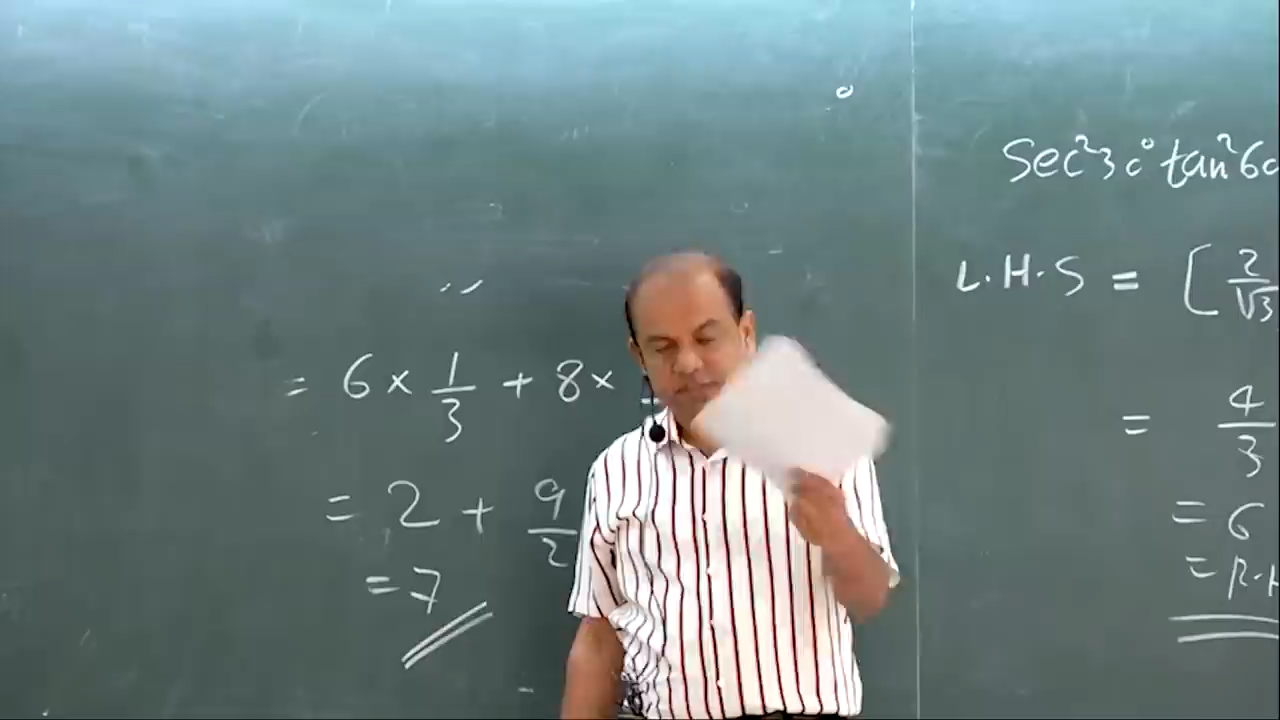 = 6 × 1/3 + 8 ×
= 2 + 9/2
= 7
Sec²30° tan²60
L.H.S = [ 2/√3
= 4/3
= 6
= R.H